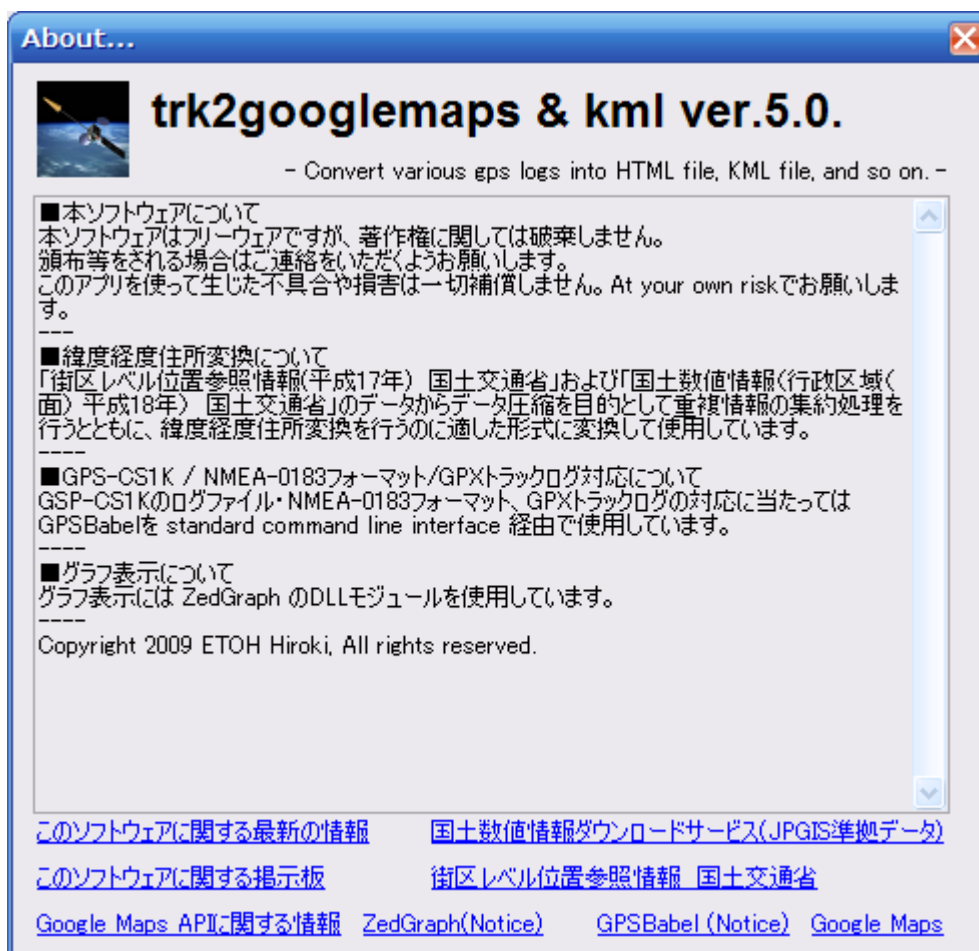 About...
trk2googlemaps & kml ver.5.0.
- Convert various gps logs into HTML file, KML file, and so on. -
■本ソフトウェアについて
本ソフトウェアはフリーウェアですが、著作権に関しては破棄しません。
頒布等をされる場合はご連絡をいただくようお願いします。
このアプリを使って生じた不具合や損害は一切補償しません。At your own riskでお願いしま
す。
---
■緯度経度住所変換について
「街区レベル位置参照情報(平成17年) 国土交通省」および「国土数値情報(行政区域(
面) 平成18年) 国土交通省」のデータからデータ圧縮を目的として重複情報の集約処理を
行うとともに、緯度経度住所変換を行うのに適した形式に変換して使用しています。
----
■GPS-CS1K / NMEA-0183フォーマット/GPXトラックログ対応について
GSP-CS1Kのログファイル・NMEA-0183フォーマット、GPXトラックログの対応に当たっては
GPSBabelを standard command line interface 経由で使用しています。
----
■グラフ表示について
グラフ表示には ZedGraph のDLLモジュールを使用しています。
----
Copyright 2009 ETOH Hiroki, All rights reserved.
このソフトウェアに関する最新の情報 国土数値情報ダウンロードサービス(JPGIS準拠データ)
このソフトウェアに関する掲示板 街区レベル位置参照情報 国土交通省
Google Maps APIに関する情報 ZedGraph(Notice) GPSBabel (Notice) Google Maps